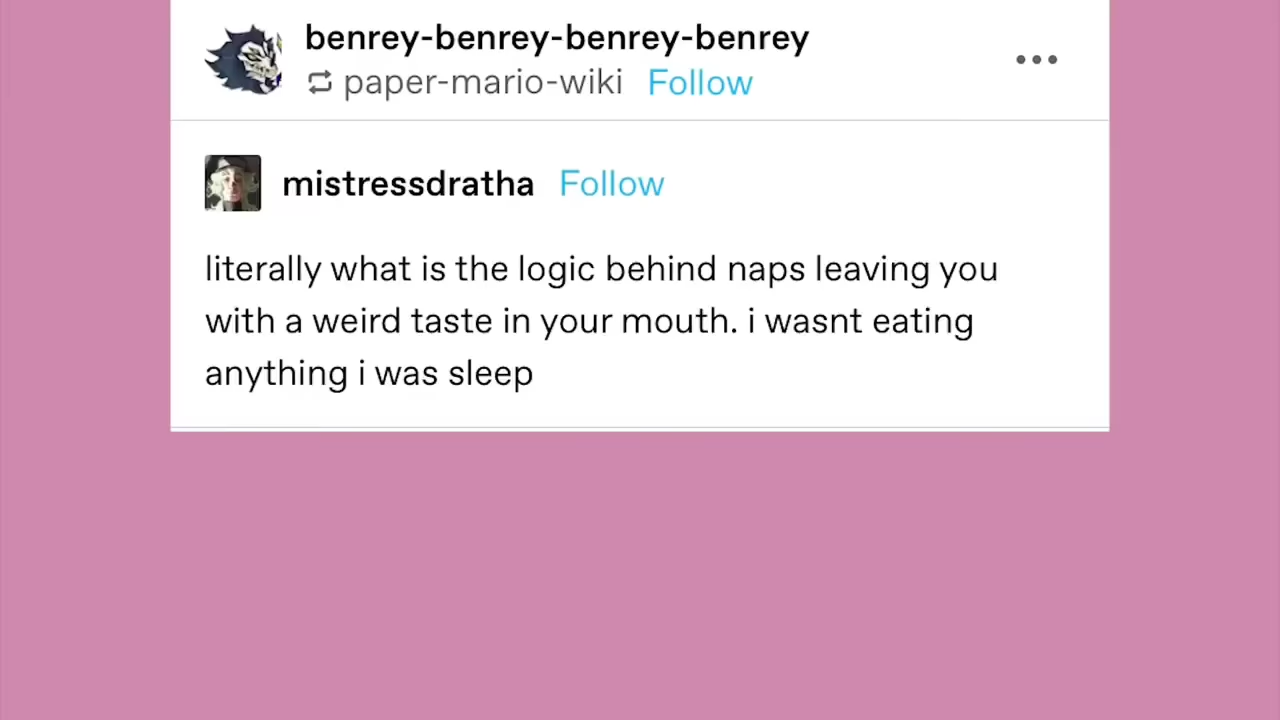 benrey-benrey-benrey-benrey
paper-mario-wiki Follow
mistressdratha Follow
literally what is the logic behind naps leaving you
with a weird taste in your mouth. i wasnt eating
anything i was sleep